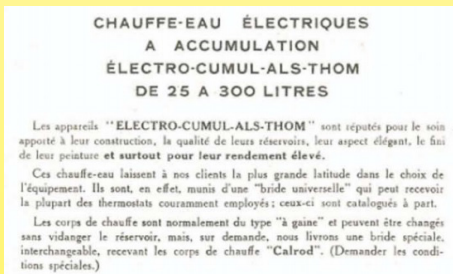 CHAUFFE-EAU ÉLECTRIQUES
A ACCUMULATION
ÉLECTRO-CUMUL-ALS-THOM
DE 25 A 300 LITRES
Les appareils "ELECTRO-CUMUL-ALS-THOM" sont réputés pour le soin
apposté à leur construction, la qualité de leurs réservoirs, leur aspect élégant, le fini
de leur peinture et surtout pour leur rendement élevé.
Ces chauffe-eau laissent à nos clients la plus grande latitude dans le choix de
l'équipement. Ils sont, en effet, munis d'une "bride universelle" qui peut recevoir
la plupart des thermostats couramment employés ; ceux-ci sont catalogués à part.
Les corps de chauffe sont normalement du type "à gaine" et peuvent être changés
sans vidanger le réservoir, mais, sur demande, nous livrons une bride spéciale,
interchangeable, recevant les corps de chauffe "Calrod". (Demander les condi-
tions spéciales.)